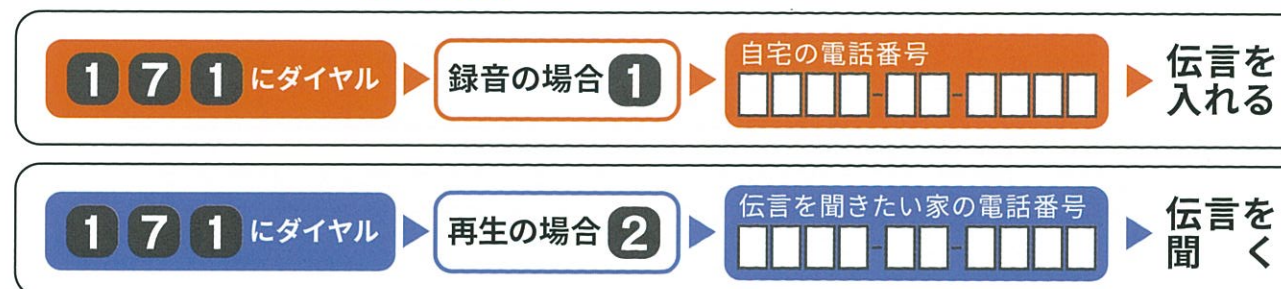 171にダイヤル
録音の場合1
自宅の電話番号
- -
伝言を
入れる
171にダイヤル
再生の場合2
伝言を聞きたい家の電話番号
- -
伝言を
聞く